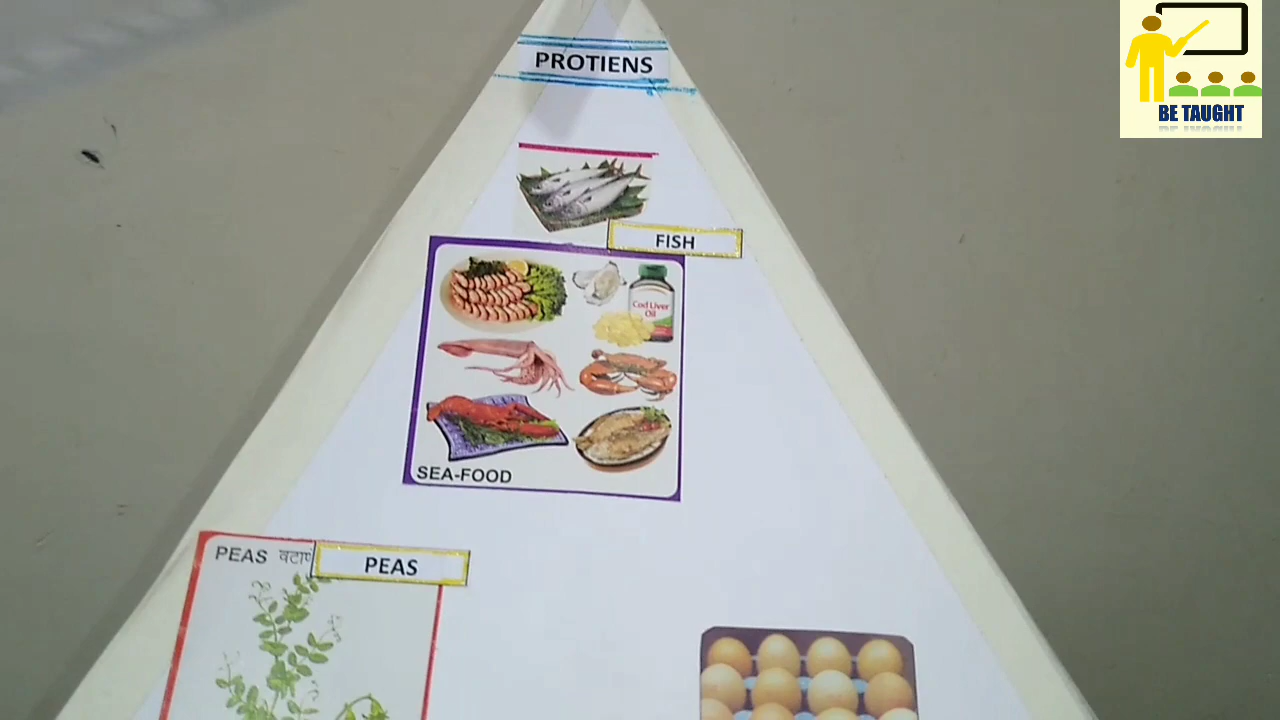 PROTIENS
BE TAUGHT
FISH
Cod Liver
Oil
SEA-FOOD
PEAS
PEAS